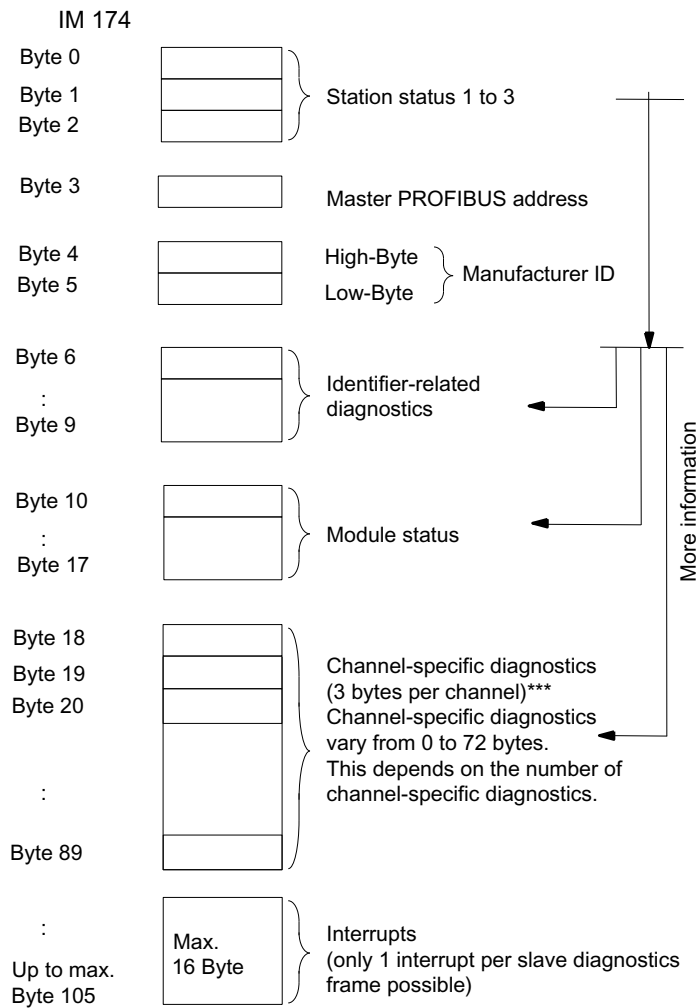 IM 174
Byte 0
Byte 1
Byte 2
Station status 1 to 3
Byte 3
Master PROFIBUS address
Byte 4
High-Byte
Byte 5
Low-Byte
Manufacturer ID
Byte 6
:
Byte 9
Identifier-related
diagnostics
Byte 10
:
Byte 17
Module status
More information
Byte 18
Byte 19
Byte 20
:
Byte 89
Channel-specific diagnostics
(3 bytes per channel)***
Channel-specific diagnostics
vary from 0 to 72 bytes.
This depends on the number of
channel-specific diagnostics.
:
Up to max.
Byte 105
Max.
16 Byte
Interrupts
(only 1 interrupt per slave diagnostics
frame possible)